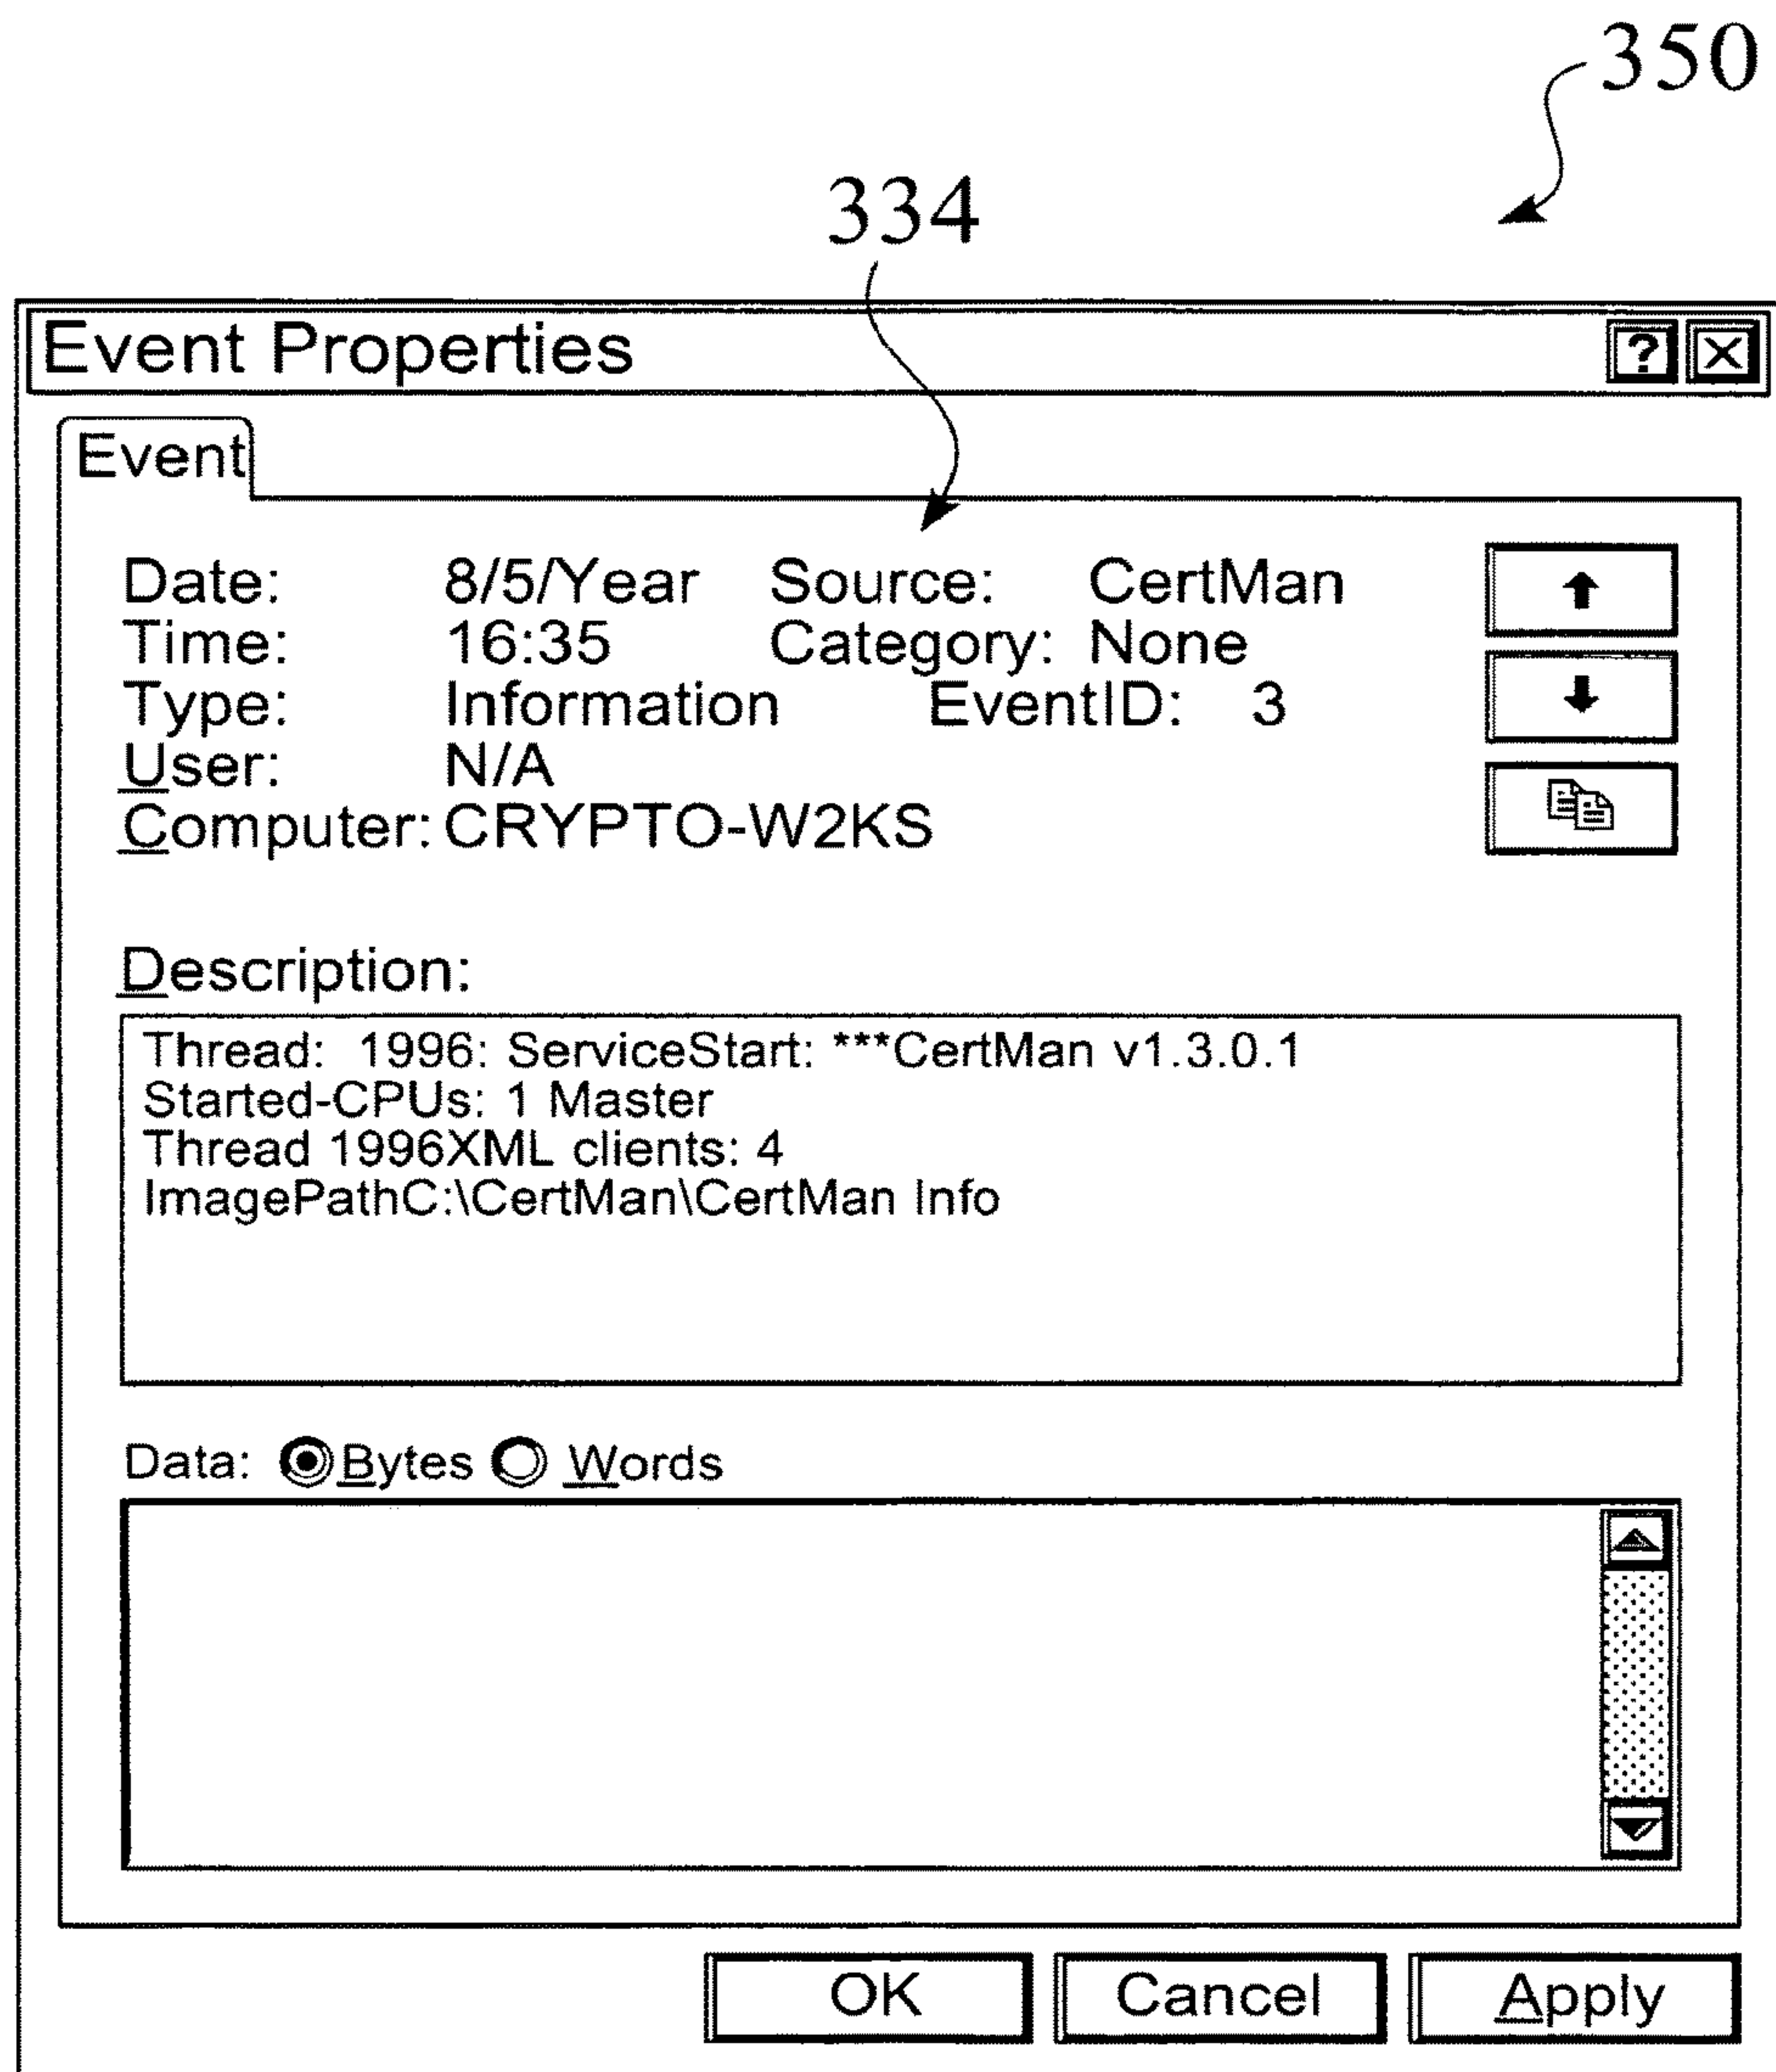 350
334
Event Properties
Event
Date: 8/5/Year Source: CertMan
Time: 16:35 Category: None
Type: Information EventID: 3
User: N/A
Computer: CRYPTO-W2KS
Description:
Thread: 1996: ServiceStart: ***CertMan v1.3.0.1
Started-CPUs: 1 Master
Thread 1996XML clients: 4
ImagePathC:\CertMan\CertMan Info
Data: Bytes Words
OK Cancel Apply